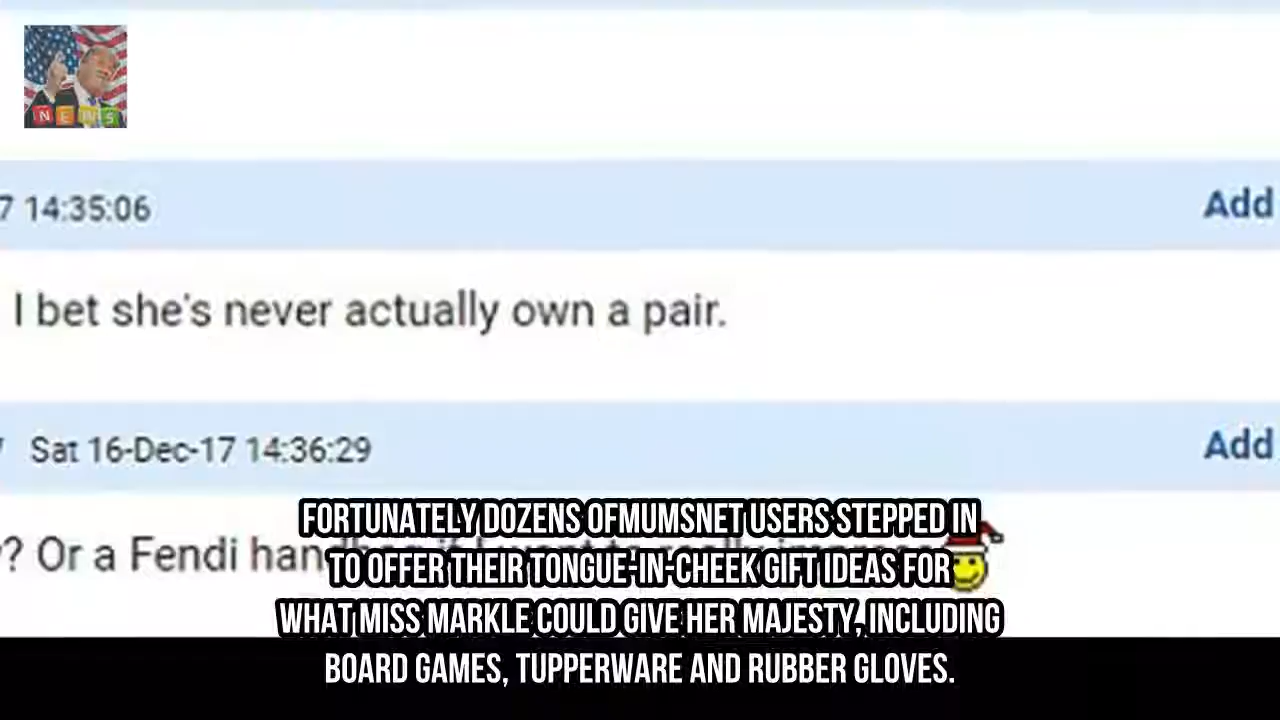 NEWS
7 14:35:06
Add
I bet she's never actually own a pair.
Sat 16-Dec-17 14:36:29
Add
? Or a Fendi han
FORTUNATELY DOZENS OFMUMSNET USERS STEPPED IN
TO OFFER THEIR TONGUE-IN-CHEEK GIFT IDEAS FOR
WHAT MISS MARKLE COULD GIVE HER MAJESTY, INCLUDING
BOARD GAMES, TUPPERWARE AND RUBBER GLOVES.